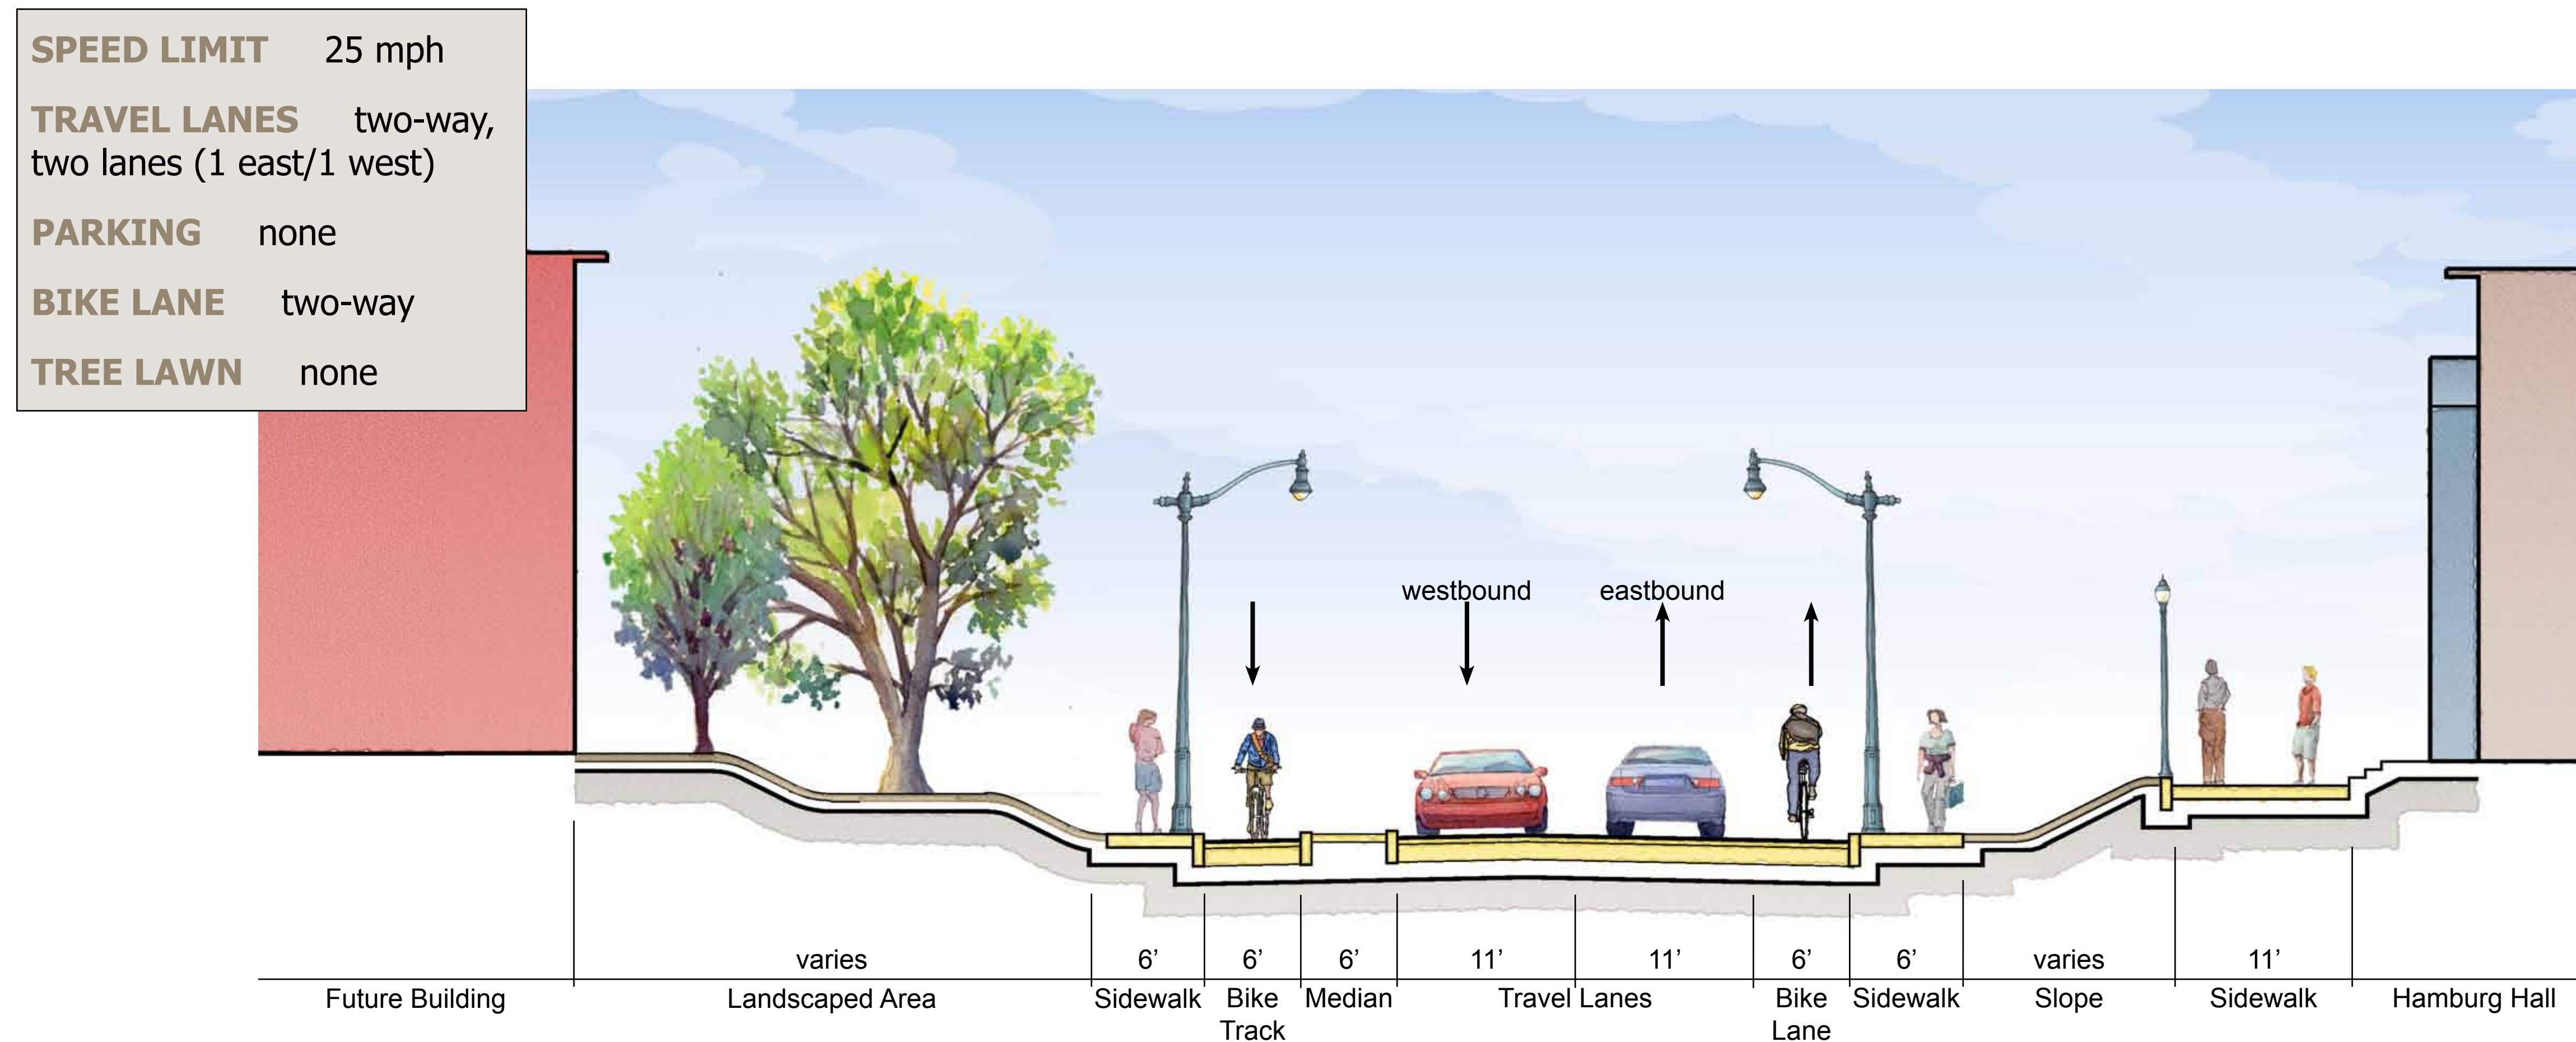 SPEED LIMIT 25 mph
TRAVEL LANES two-way,
two lanes (1 east/1 west)
PARKING none
BIKE LANE two-way
TREE LAWN none
westbound eastbound
varies 6’ 6’ 6’ 11’ 11’ 6’ 6’ varies 11’
Future Building Landscaped Area Sidewalk Bike Median Travel Lanes Bike Sidewalk Slope Sidewalk Hamburg Hall
Track Lane